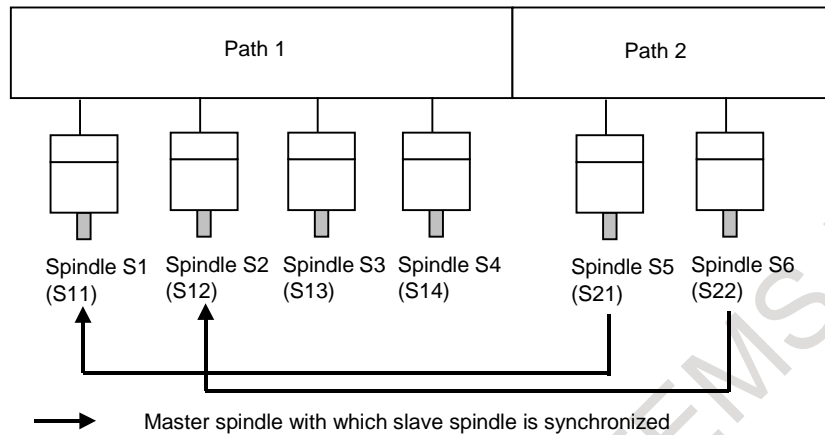 Path 1
Path 2
Spindle S1
(S11)
Spindle S2
(S12)
Spindle S3
(S13)
Spindle S4
(S14)
Spindle S5
(S21)
Spindle S6
(S22)
Master spindle with which slave spindle is synchronized
EMS